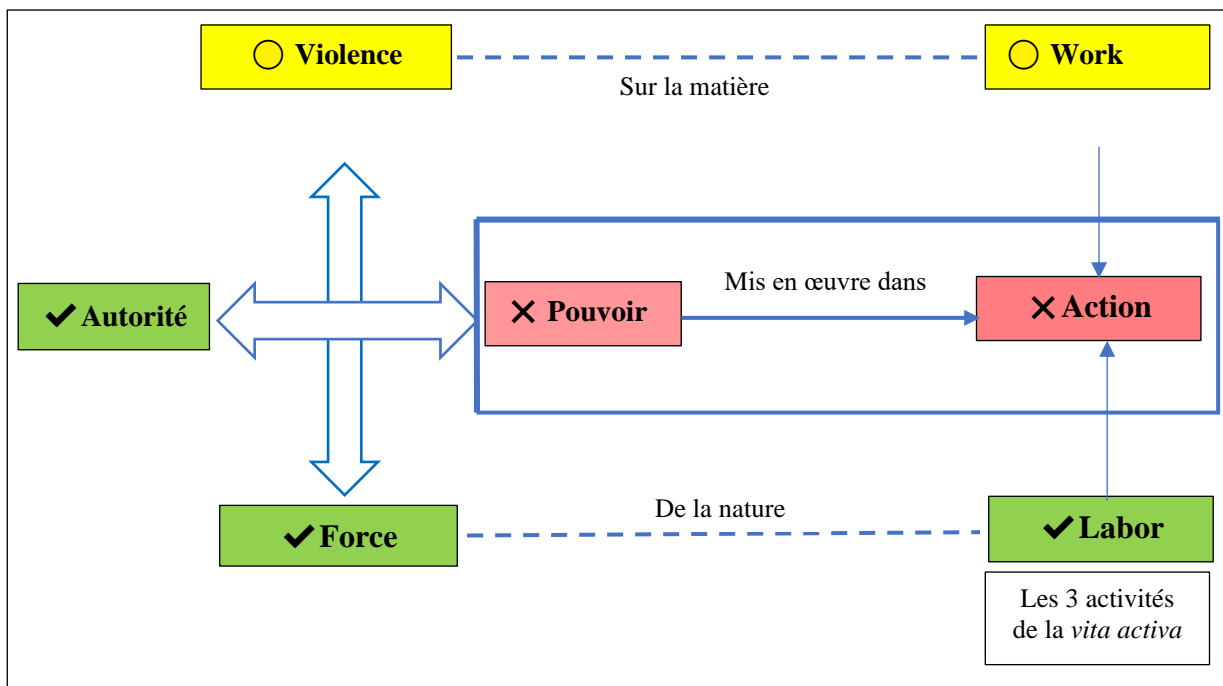 ○ Violence
○ Work
Sur la matière
✔ Autorité
✕ Pouvoir
Mis en œuvre dans
✕ Action
✔ Force
De la nature
✔ Labor
Les 3 activités
de la vita activa